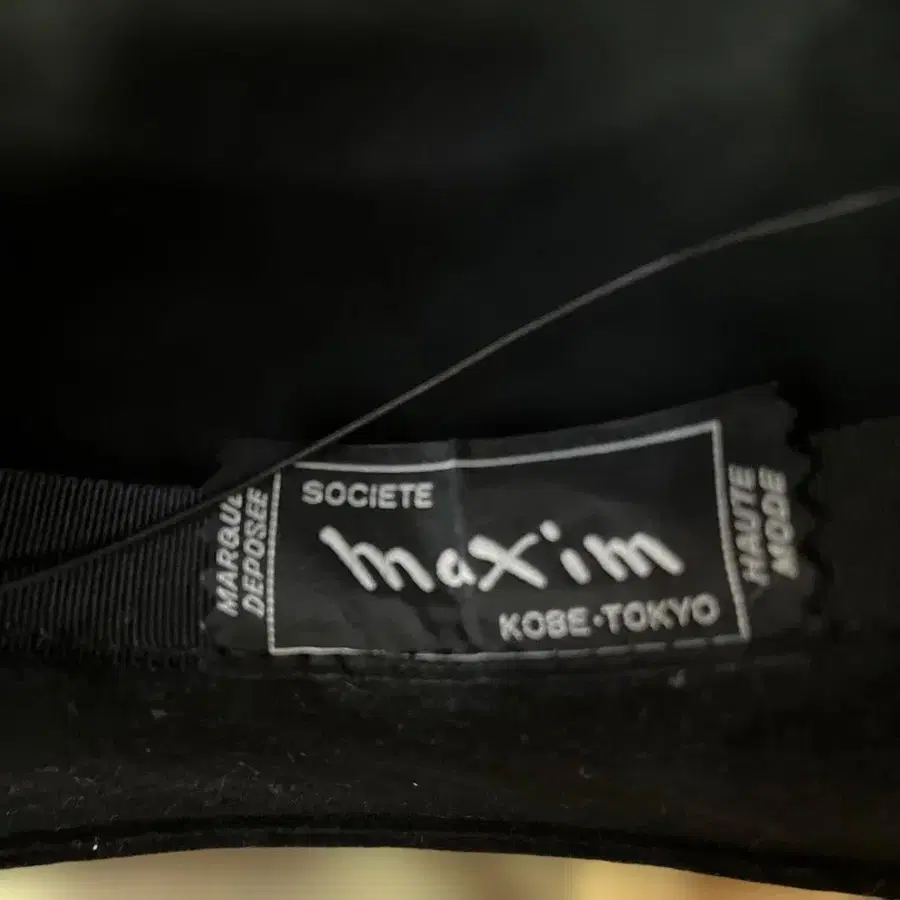 MARQUE
DEPOSEE
SOCIETE
maxim
KOBE·TOKYO
HAUTE
MODE